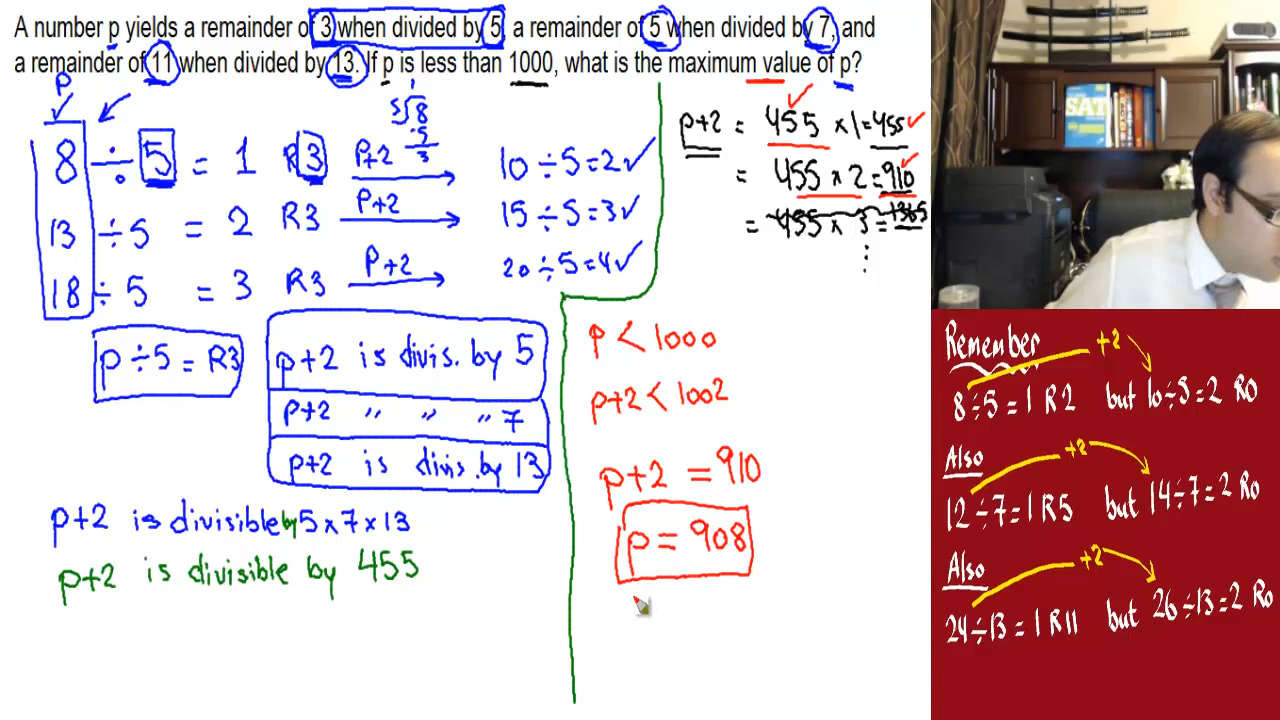 A number p yields a remainder of 3 when divided by 5, a remainder of 5 when divided by 7, and
a remainder of 11 when divided by 13. If p is less than 1000, what is the maximum value of p?
p
8 ÷ 5 = 1 R3 p+2 10 ÷ 5 = 2 ✓
1
5 8
-5
3
13 ÷ 5 = 2 R3 p+2 15 ÷ 5 = 3 ✓
18 ÷ 5 = 3 R3 p+2 20 ÷ 5 = 4 ✓
p ÷ 5 = R3
p+2 is divis. by 5
p+2 " " " 7
p+2 is divis. by 13
p+2 is divisible by 5 x 7 x 13
p+2 is divisible by 455
p+2 = 455 x 1 = 455 ✓
= 455 x 2 = 910
= 455 x 3 = 1365
⋮
p < 1000
p+2 < 1002
p+2 = 910
p = 908
SAT
Remember
+2
8 ÷ 5 = 1 R2 but 10 ÷ 5 = 2 R0
Also
+2
12 ÷ 7 = 1 R5 but 14 ÷ 7 = 2 R0
Also
+2
24 ÷ 13 = 1 R11 but 26 ÷ 13 = 2 R0